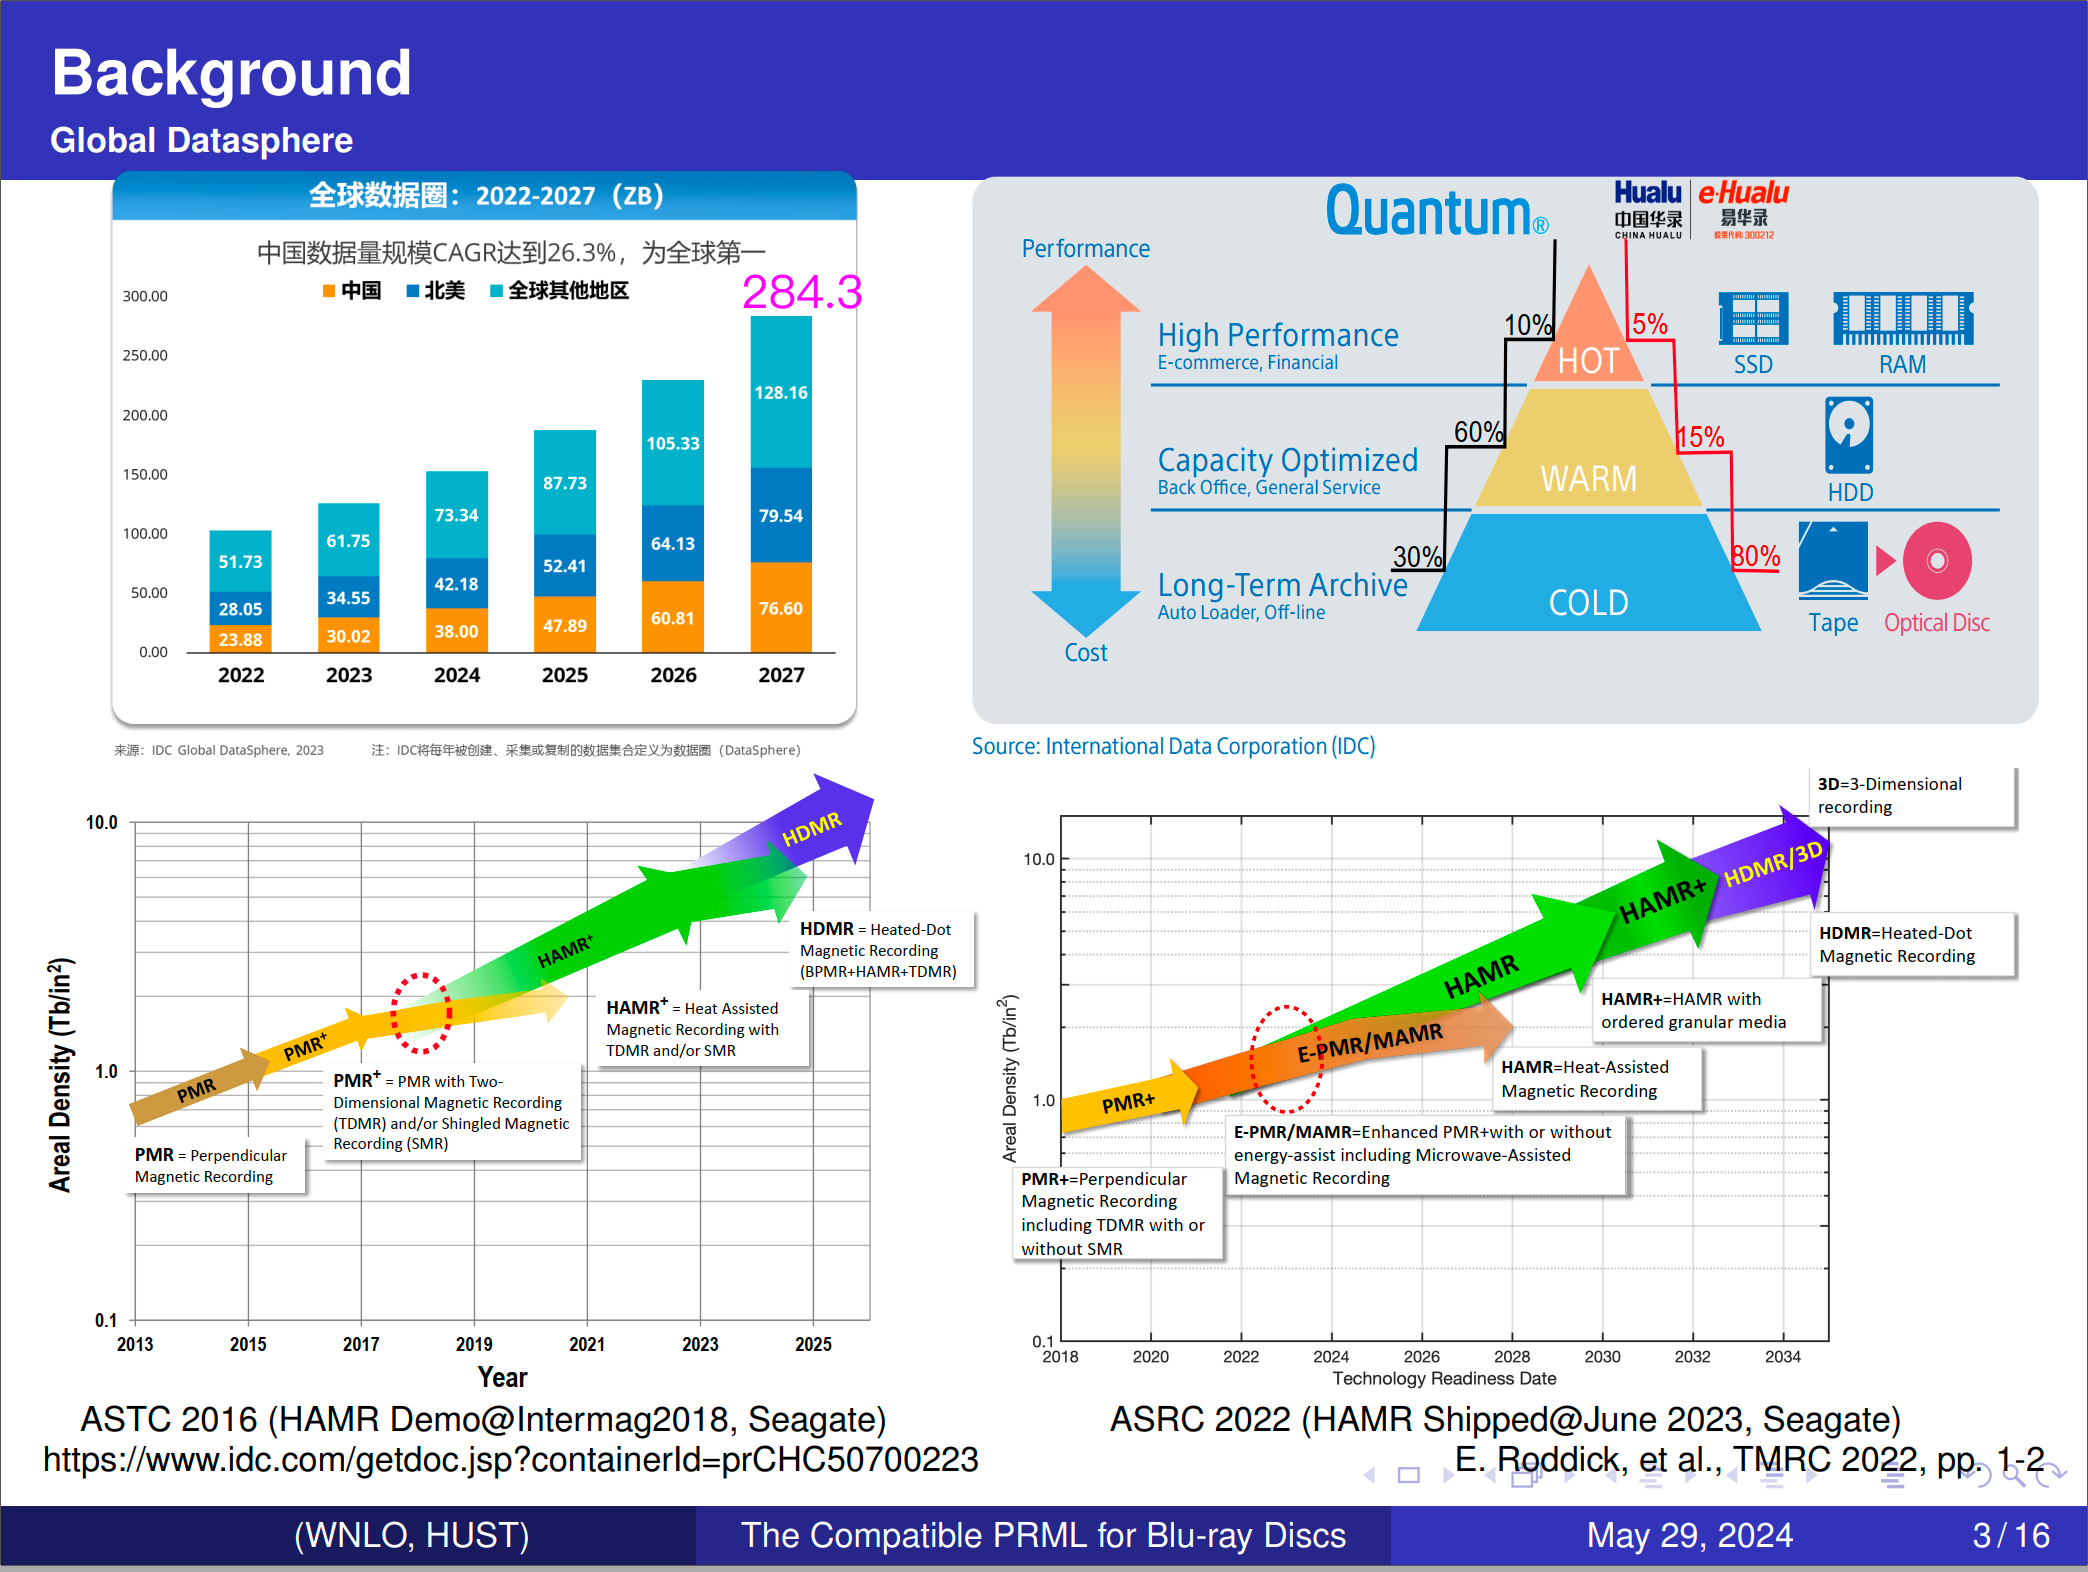 Background
Global Datasphere
全球数据圈：2022-2027（ZB）
中国数据量规模CAGR达到26.3%，为全球第一
中国 北美 全球其他地区
284.3
300.00
250.00
200.00
150.00
100.00
50.00
0.00
51.73
28.05
23.88
61.75
34.55
30.02
73.34
42.18
38.00
87.73
52.41
47.89
105.33
64.13
60.81
128.16
79.54
76.60
2022 2023 2024 2025 2026 2027
来源：IDC Global DataSphere, 2023 注：IDC将每年被创建、采集或复制的数据集合定义为数据圈（DataSphere）
Quantum®
Hualu
中国华录
CHINA HUALU
e·Hualu
易华录
股票代码:300212
Performance
Cost
High Performance
E-commerce, Financial
10% 5%
HOT
SSD RAM
Capacity Optimized
Back Office, General Service
60% 15%
WARM
HDD
Long-Term Archive
Auto Loader, Off-line
30% 80%
COLD
Tape Optical Disc
Source: International Data Corporation (IDC)
Areal Density (Tb/in²)
10.0
1.0
0.1
PMR
PMR⁺
HAMR⁺
HDMR
HDMR = Heated-Dot
Magnetic Recording
(BPMR+HAMR+TDMR)
HAMR⁺ = Heat Assisted
Magnetic Recording with
TDMR and/or SMR
PMR⁺ = PMR with Two-
Dimensional Magnetic Recording
(TDMR) and/or Shingled Magnetic
Recording (SMR)
PMR = Perpendicular
Magnetic Recording
2013 2015 2017 2019 2021 2023 2025
Year
Areal Density (Tb/in²)
10.0
1.0
0.1
PMR+
E-PMR/MAMR
HAMR
HAMR+
HDMR/3D
3D=3-Dimensional
recording
HDMR=Heated-Dot
Magnetic Recording
HAMR+=HAMR with
ordered granular media
HAMR=Heat-Assisted
Magnetic Recording
E-PMR/MAMR=Enhanced PMR+with or without
energy-assist including Microwave-Assisted
Magnetic Recording
PMR+=Perpendicular
Magnetic Recording
including TDMR with or
without SMR
2018 2020 2022 2024 2026 2028 2030 2032 2034
Technology Readiness Date
ASTC 2016 (HAMR Demo@Intermag2018, Seagate)
https://www.idc.com/getdoc.jsp?containerId=prCHC50700223
ASRC 2022 (HAMR Shipped@June 2023, Seagate)
E. Roddick, et al., TMRC 2022, pp. 1-2
(WNLO, HUST) The Compatible PRML for Blu-ray Discs May 29, 2024 3 / 16